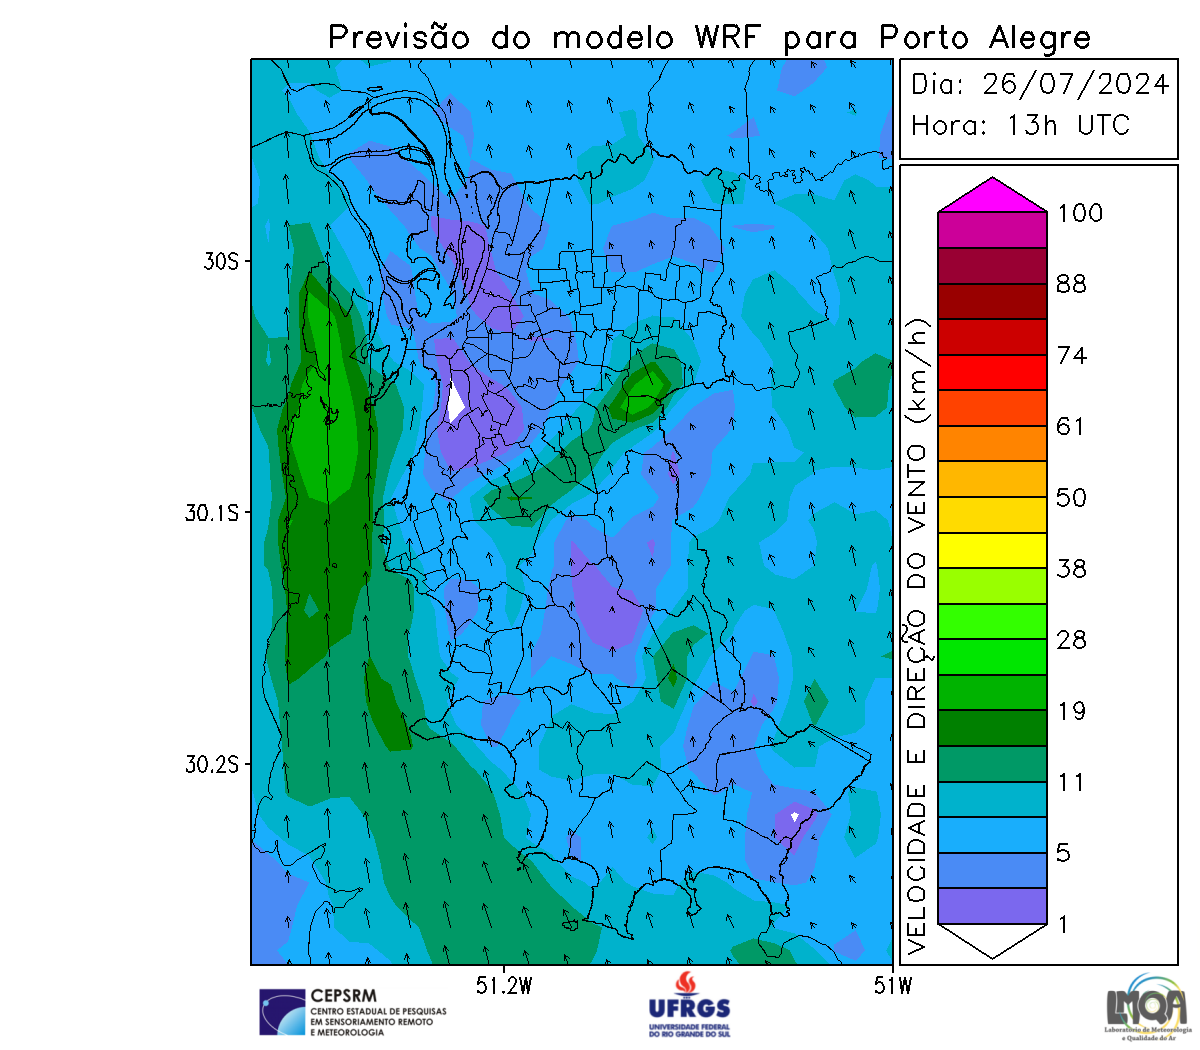 Previsão do modelo WRF para Porto Alegre
Dia: 26/07/2024
Hora: 13h UTC
30S
30.1S
30.2S
51.2W
51W
VELOCIDADE E DIREÇÃO DO VENTO (km/h)
100
88
74
61
50
38
28
19
11
5
1
CEPSRM
CENTRO ESTADUAL DE PESQUISAS
EM SENSORIAMENTO REMOTO
E METEOROLOGIA
UFRGS
UNIVERSIDADE FEDERAL
DO RIO GRANDE DO SUL
LMQA
Laboratório de Meteorologia
e Qualidade do Ar